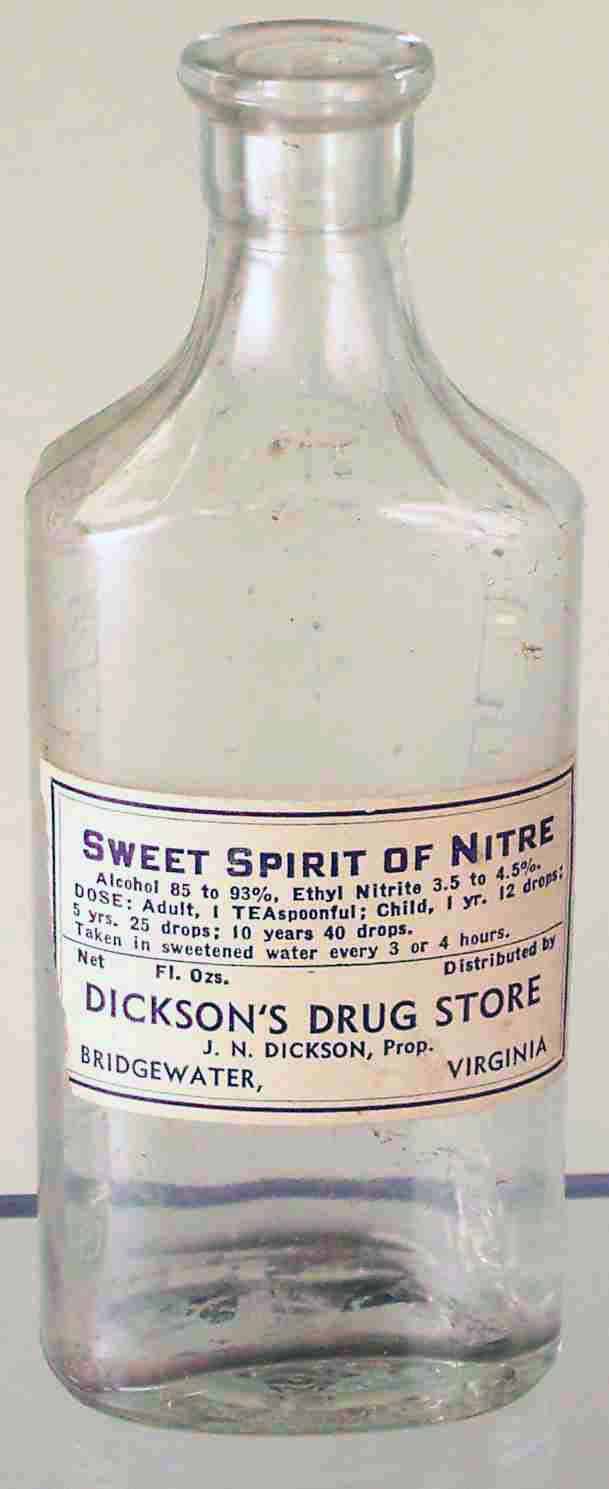 SWEET SPIRIT OF NITRE
Alcohol 85 to 93%, Ethyl Nitrite 3.5 to 4.5%.
DOSE: Adult, 1 TEAspoonful; Child, 1 yr. 12 drops;
5 yrs. 25 drops; 10 years 40 drops.
Taken in sweetened water every 3 or 4 hours.
Net Fl. Ozs. Distributed by
DICKSON'S DRUG STORE
J. N. DICKSON, Prop.
BRIDGEWATER, VIRGINIA